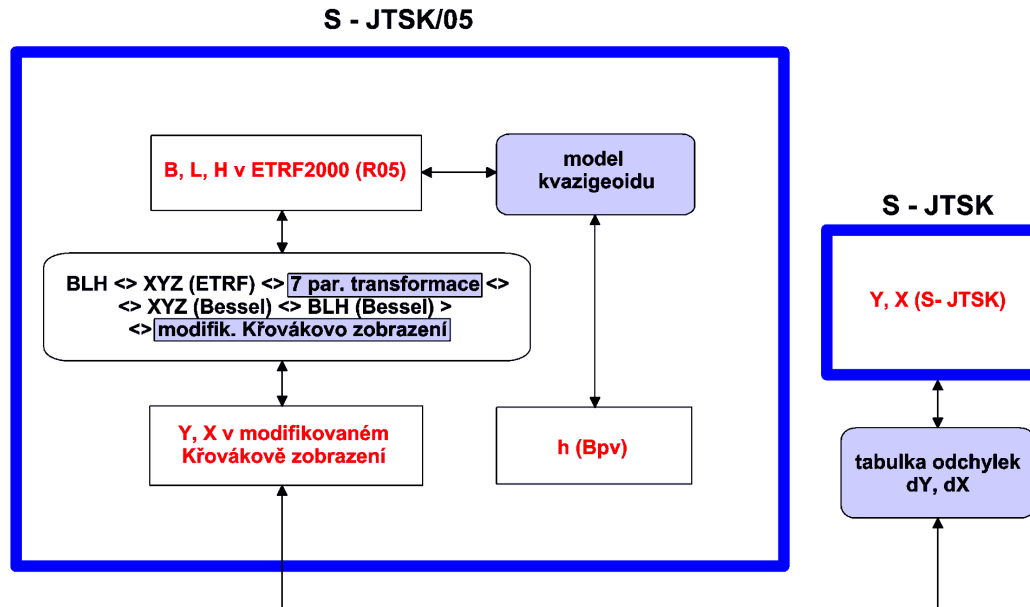 S - JTSK/05
B, L, H v ETRF2000 (R05)
model
kvazigeoidu
BLH <> XYZ (ETRF) <> 7 par. transformace <>
<> XYZ (Bessel) <> BLH (Bessel) >
<> modifik. Křovákovo zobrazení
Y, X v modifikovaném
Křovákově zobrazení
h (Bpv)
S - JTSK
Y, X (S- JTSK)
tabulka odchylek
dY, dX